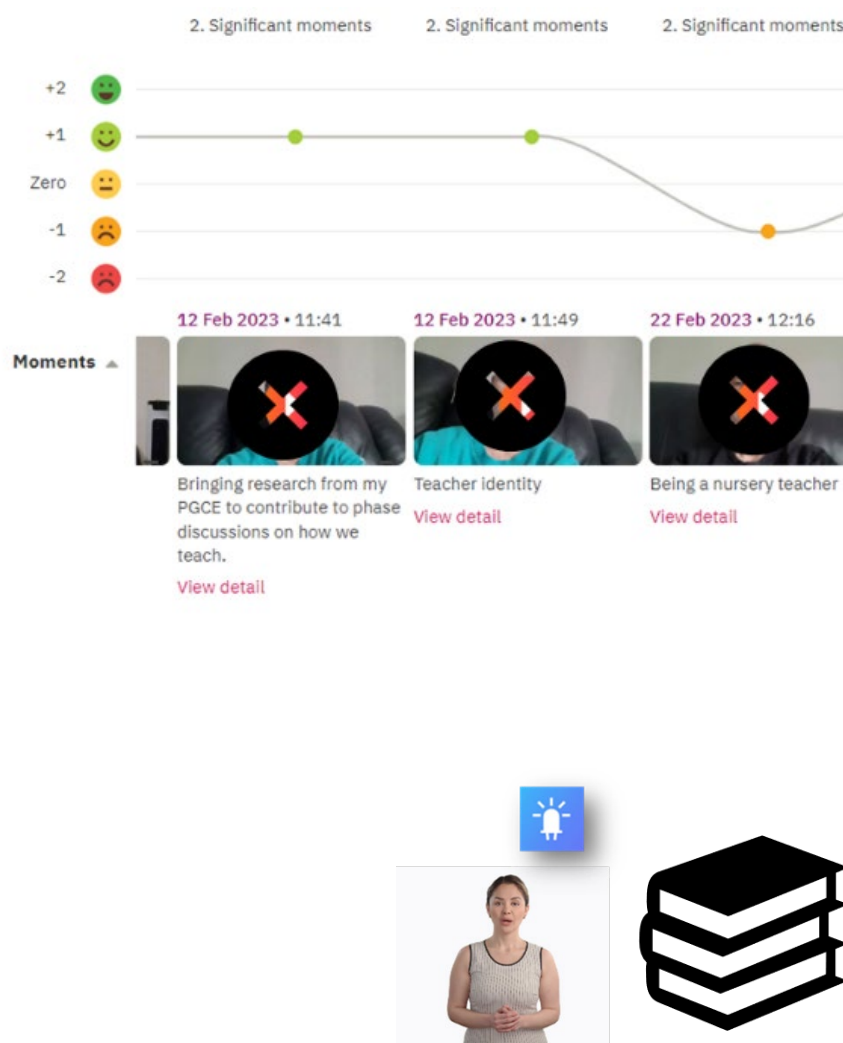 2. Significant moments 2. Significant moments 2. Significant moments
+2
+1
Zero
-1
-2
12 Feb 2023 • 11:41 12 Feb 2023 • 11:49 22 Feb 2023 • 12:16
Moments
Bringing research from my
PGCE to contribute to phase
discussions on how we
teach.
View detail
Teacher identity
View detail
Being a nursery teacher
View detail